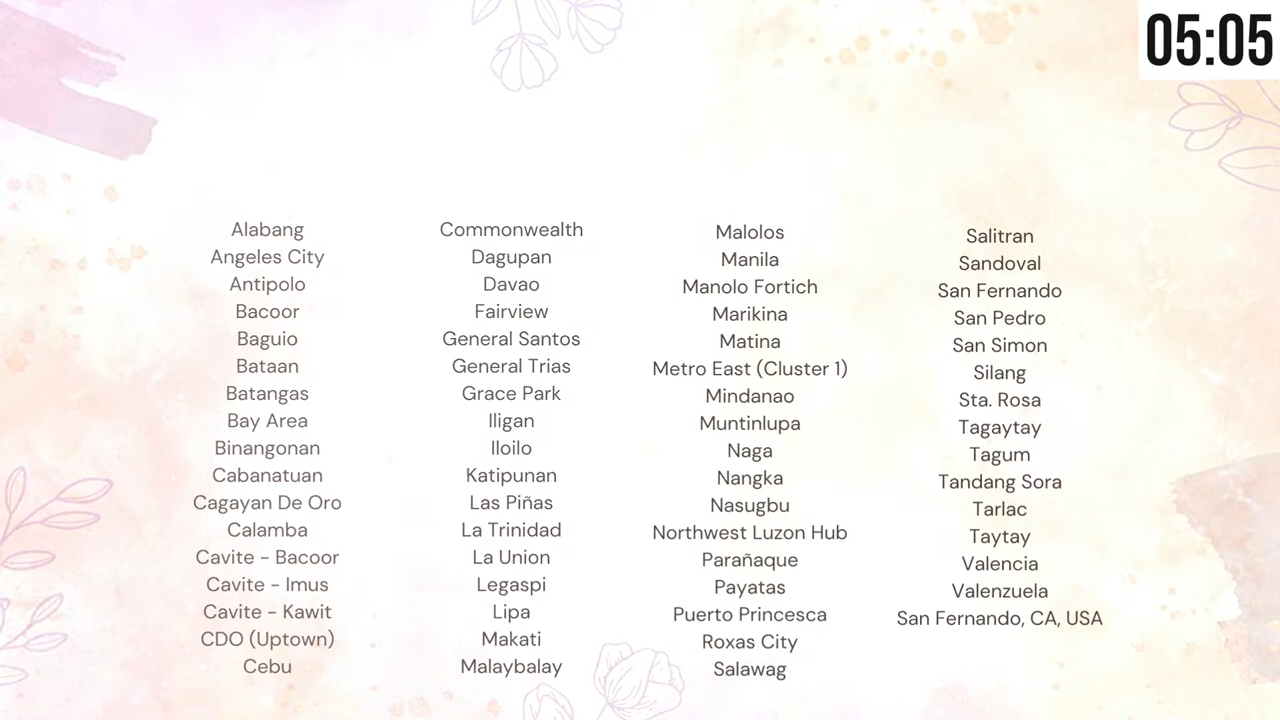 05:05
Alabang
Angeles City
Antipolo
Bacoor
Baguio
Bataan
Batangas
Bay Area
Binangonan
Cabanatuan
Cagayan De Oro
Calamba
Cavite - Bacoor
Cavite - Imus
Cavite - Kawit
CDO (Uptown)
Cebu
Commonwealth
Dagupan
Davao
Fairview
General Santos
General Trias
Grace Park
Iligan
Iloilo
Katipunan
Las Piñas
La Trinidad
La Union
Legaspi
Lipa
Makati
Malaybalay
Malolos
Manila
Manolo Fortich
Marikina
Matina
Metro East (Cluster 1)
Mindanao
Muntinlupa
Naga
Nangka
Nasugbu
Northwest Luzon Hub
Parañaque
Payatas
Puerto Princesca
Roxas City
Salawag
Salitran
Sandoval
San Fernando
San Pedro
San Simon
Silang
Sta. Rosa
Tagaytay
Tagum
Tandang Sora
Tarlac
Taytay
Valencia
Valenzuela
San Fernando, CA, USA